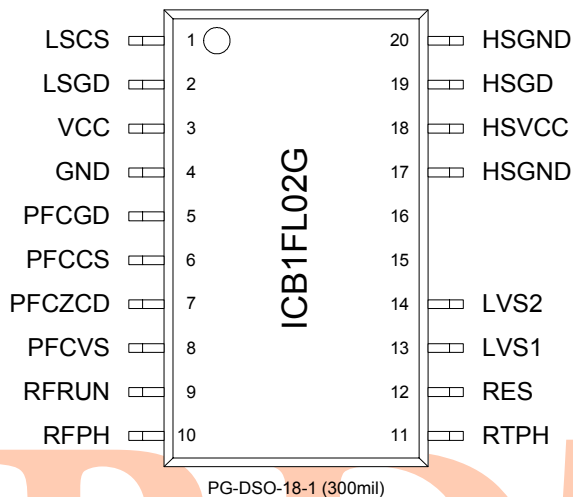 LSCS 1 20 HSGND
LSGD 2 19 HSGD
VCC 3 18 HSVCC
GND 4 17 HSGND
PFCGD 5 16
PFCCS 6 15
PFCZCD 7 14 LVS2
PFCVS 8 13 LVS1
RFRUN 9 12 RES
RFPH 10 11 RTPH
ICB1FL02G
PG-DSO-18-1 (300mil)